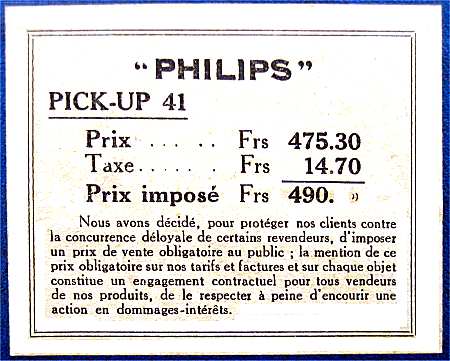 “PHILIPS”
PICK-UP 41
Prix ..... Frs 475.30
Taxe....... Frs 14.70
Prix imposé Frs 490. »
Nous avons décidé, pour protéger nos clients contre
la concurrence déloyale de certains revendeurs, d'imposer
un prix de vente obligatoire au public ; la mention de ce
prix obligatoire sur nos tarifs et factures et sur chaque objet
constitue un engagement contractuel pour tous vendeurs
de nos produits, de le respecter à peine d'encourir une
action en dommages-intérêts.